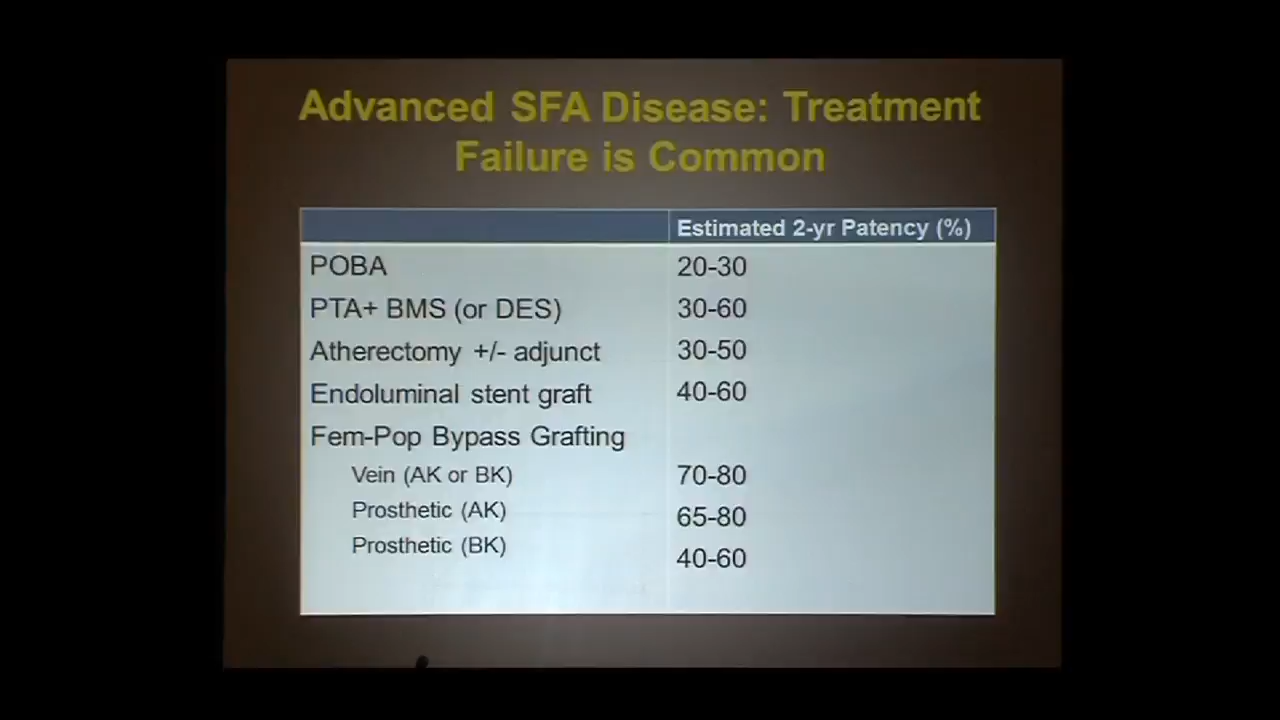 Advanced SFA Disease: Treatment
Failure is Common
Estimated 2-yr Patency (%)
POBA 20-30
PTA+ BMS (or DES) 30-60
Atherectomy +/- adjunct 30-50
Endoluminal stent graft 40-60
Fem-Pop Bypass Grafting
Vein (AK or BK) 70-80
Prosthetic (AK) 65-80
Prosthetic (BK) 40-60